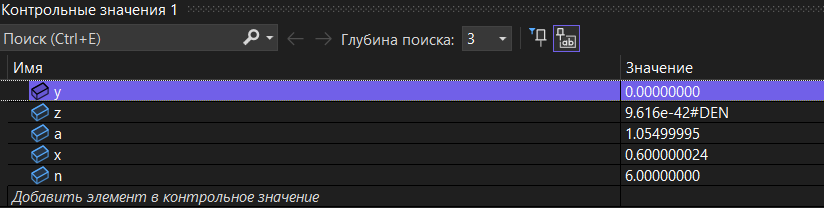 Контрольные значения 1
Поиск (Ctrl+E) Глубина поиска: 3
Имя Значение
y 0.00000000
z 9.616e-42#DEN
a 1.05499995
x 0.600000024
n 6.00000000
Добавить элемент в контрольное значение